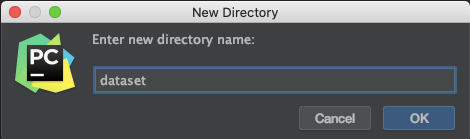 New Directory
Enter new directory name:
PC
dataset
Cancel
OK